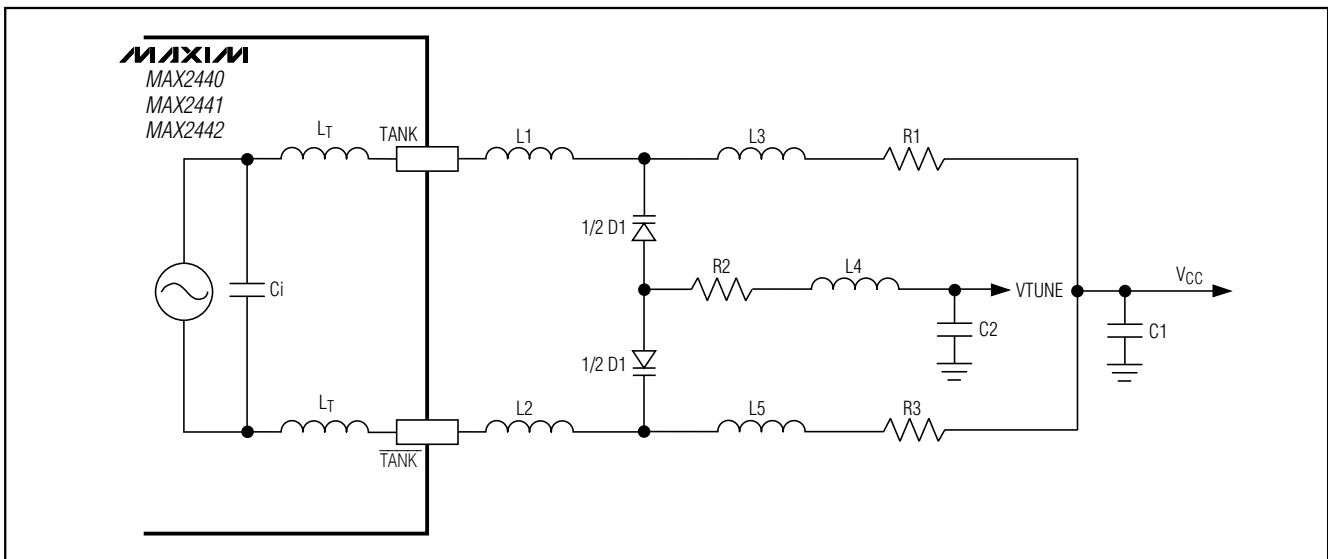 MAXIM
MAX2440
MAX2441
MAX2442
LT
TANK
L1
L3
R1
1/2 D1
Ci
R2
L4
VTUNE
VCC
C2
C1
1/2 D1
LT
L2
L5
R3
TANK